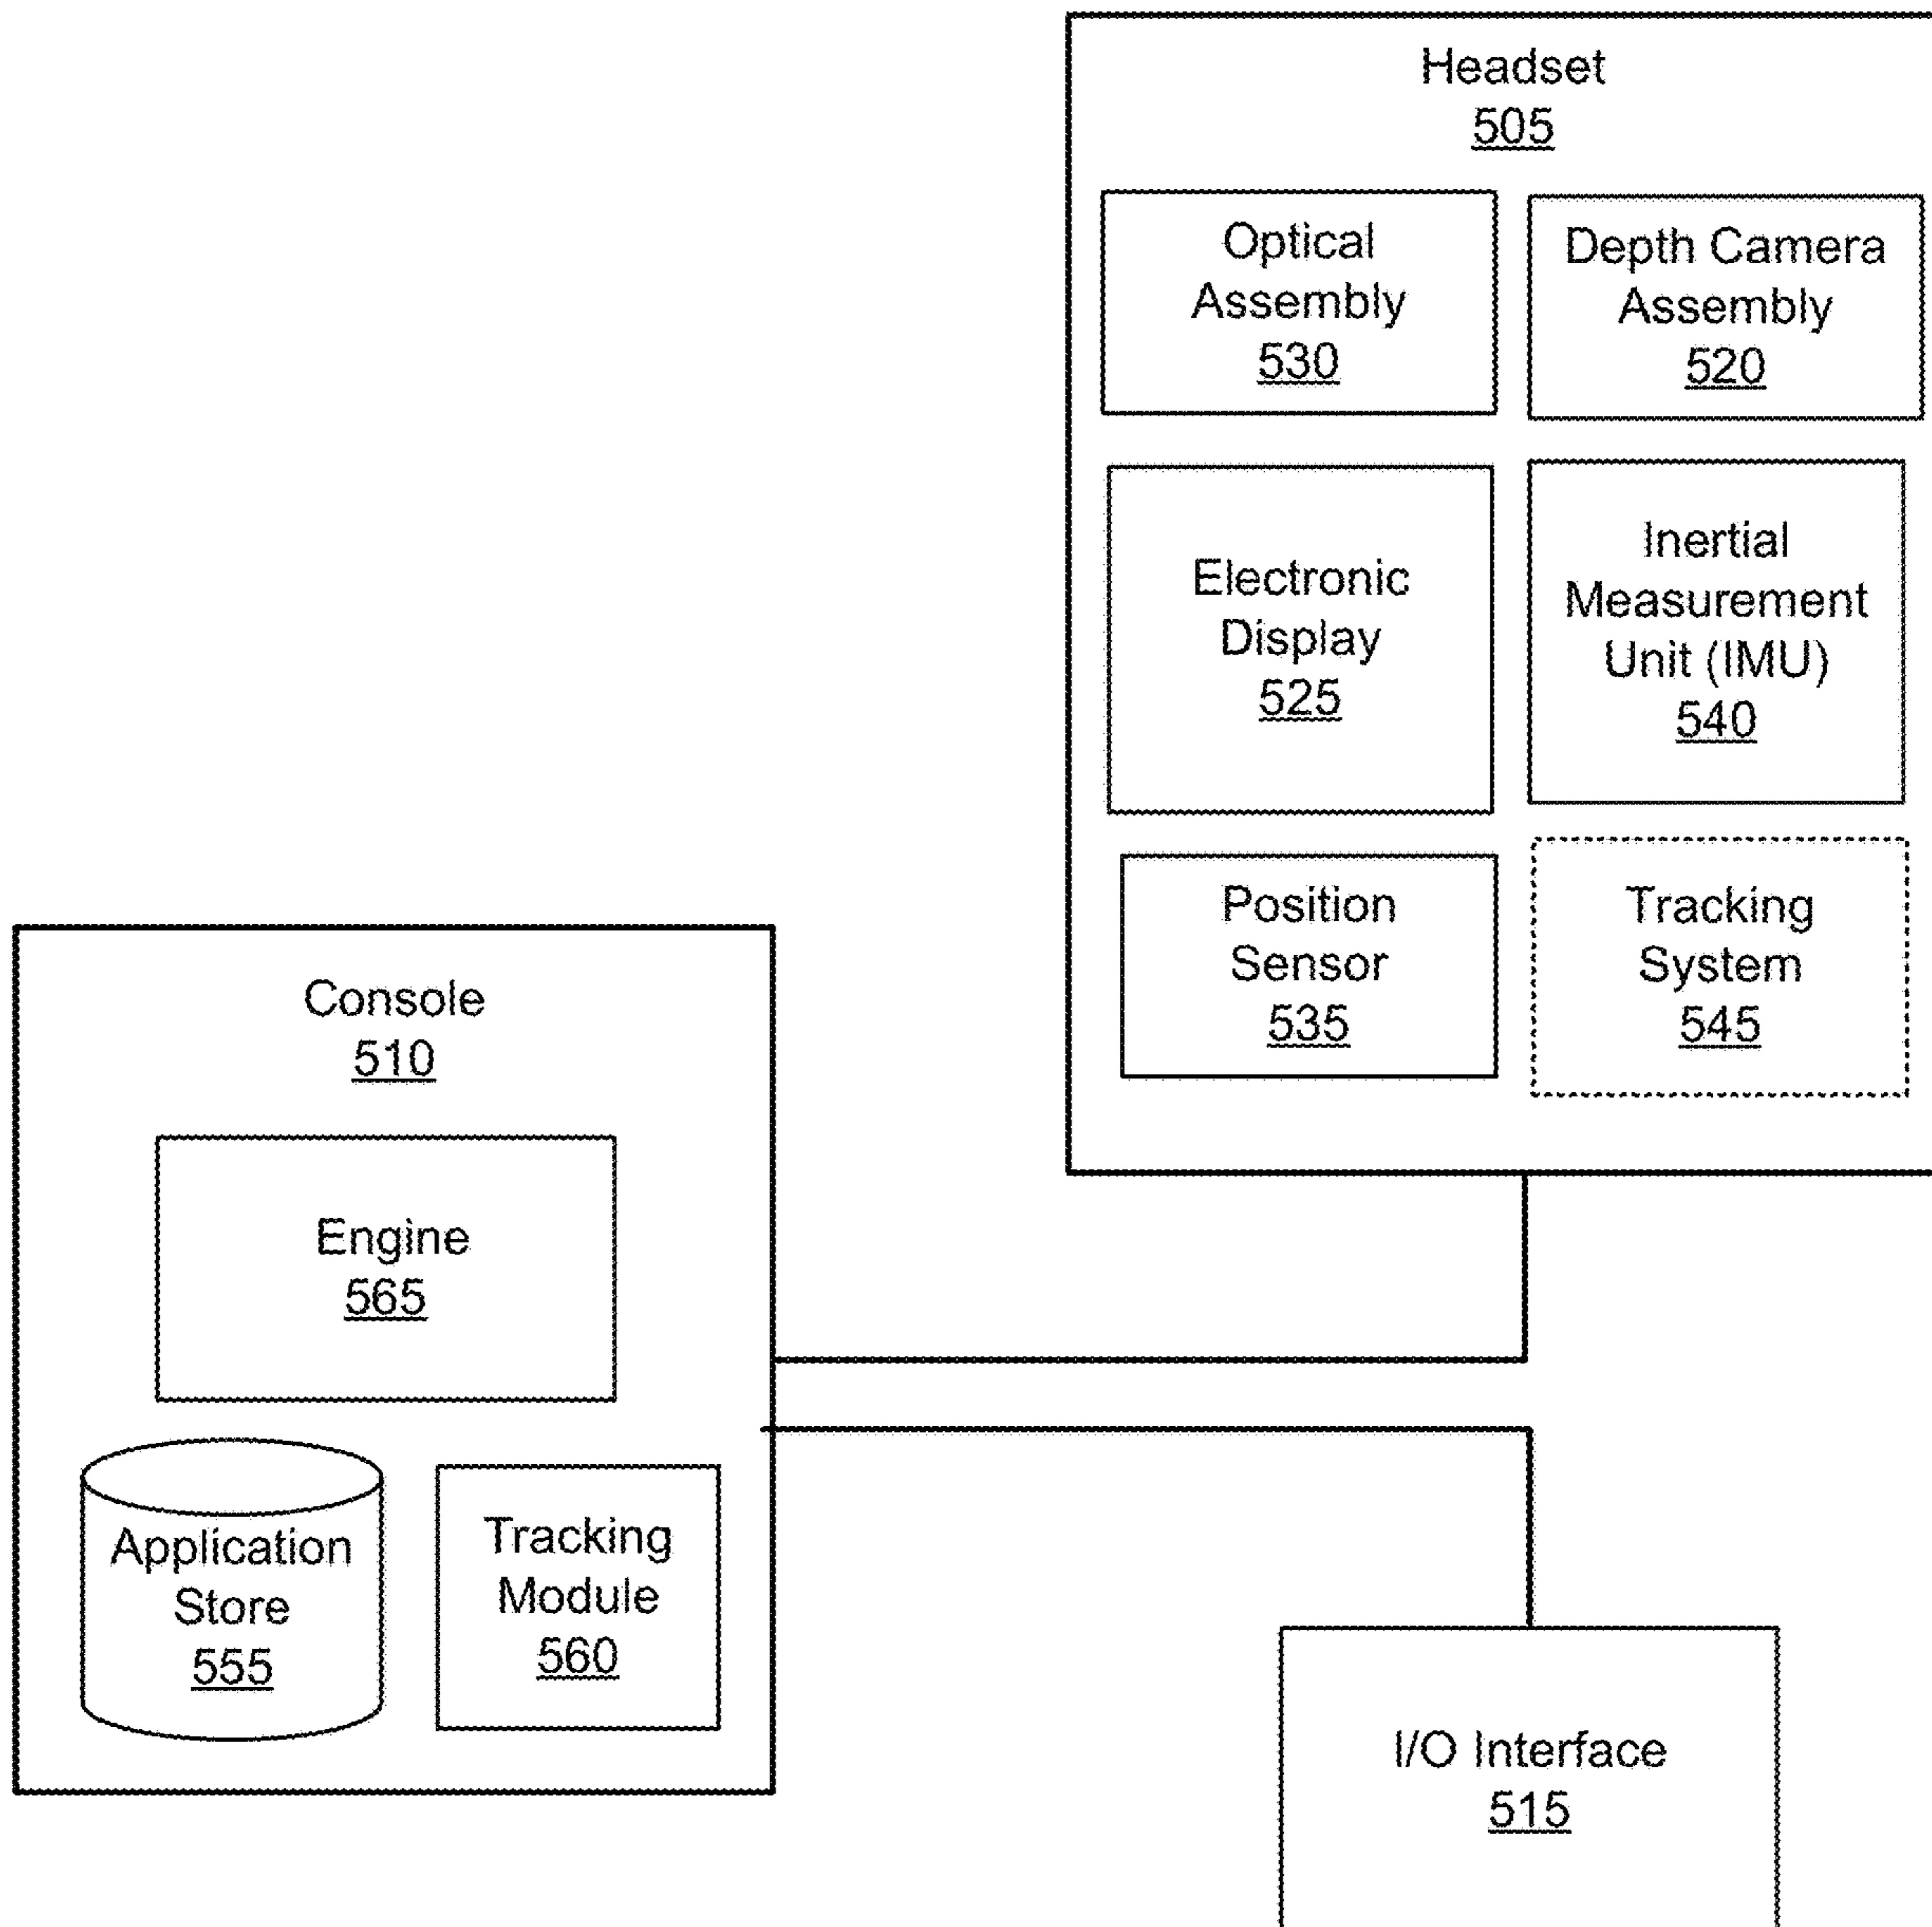 Headset
505
Optical
Assembly
530
Depth Camera
Assembly
520
Electronic
Display
525
Inertial
Measurement
Unit (IMU)
540
Position
Sensor
535
Tracking
System
545
Console
510
Engine
565
Application
Store
555
Tracking
Module
560
I/O Interface
515